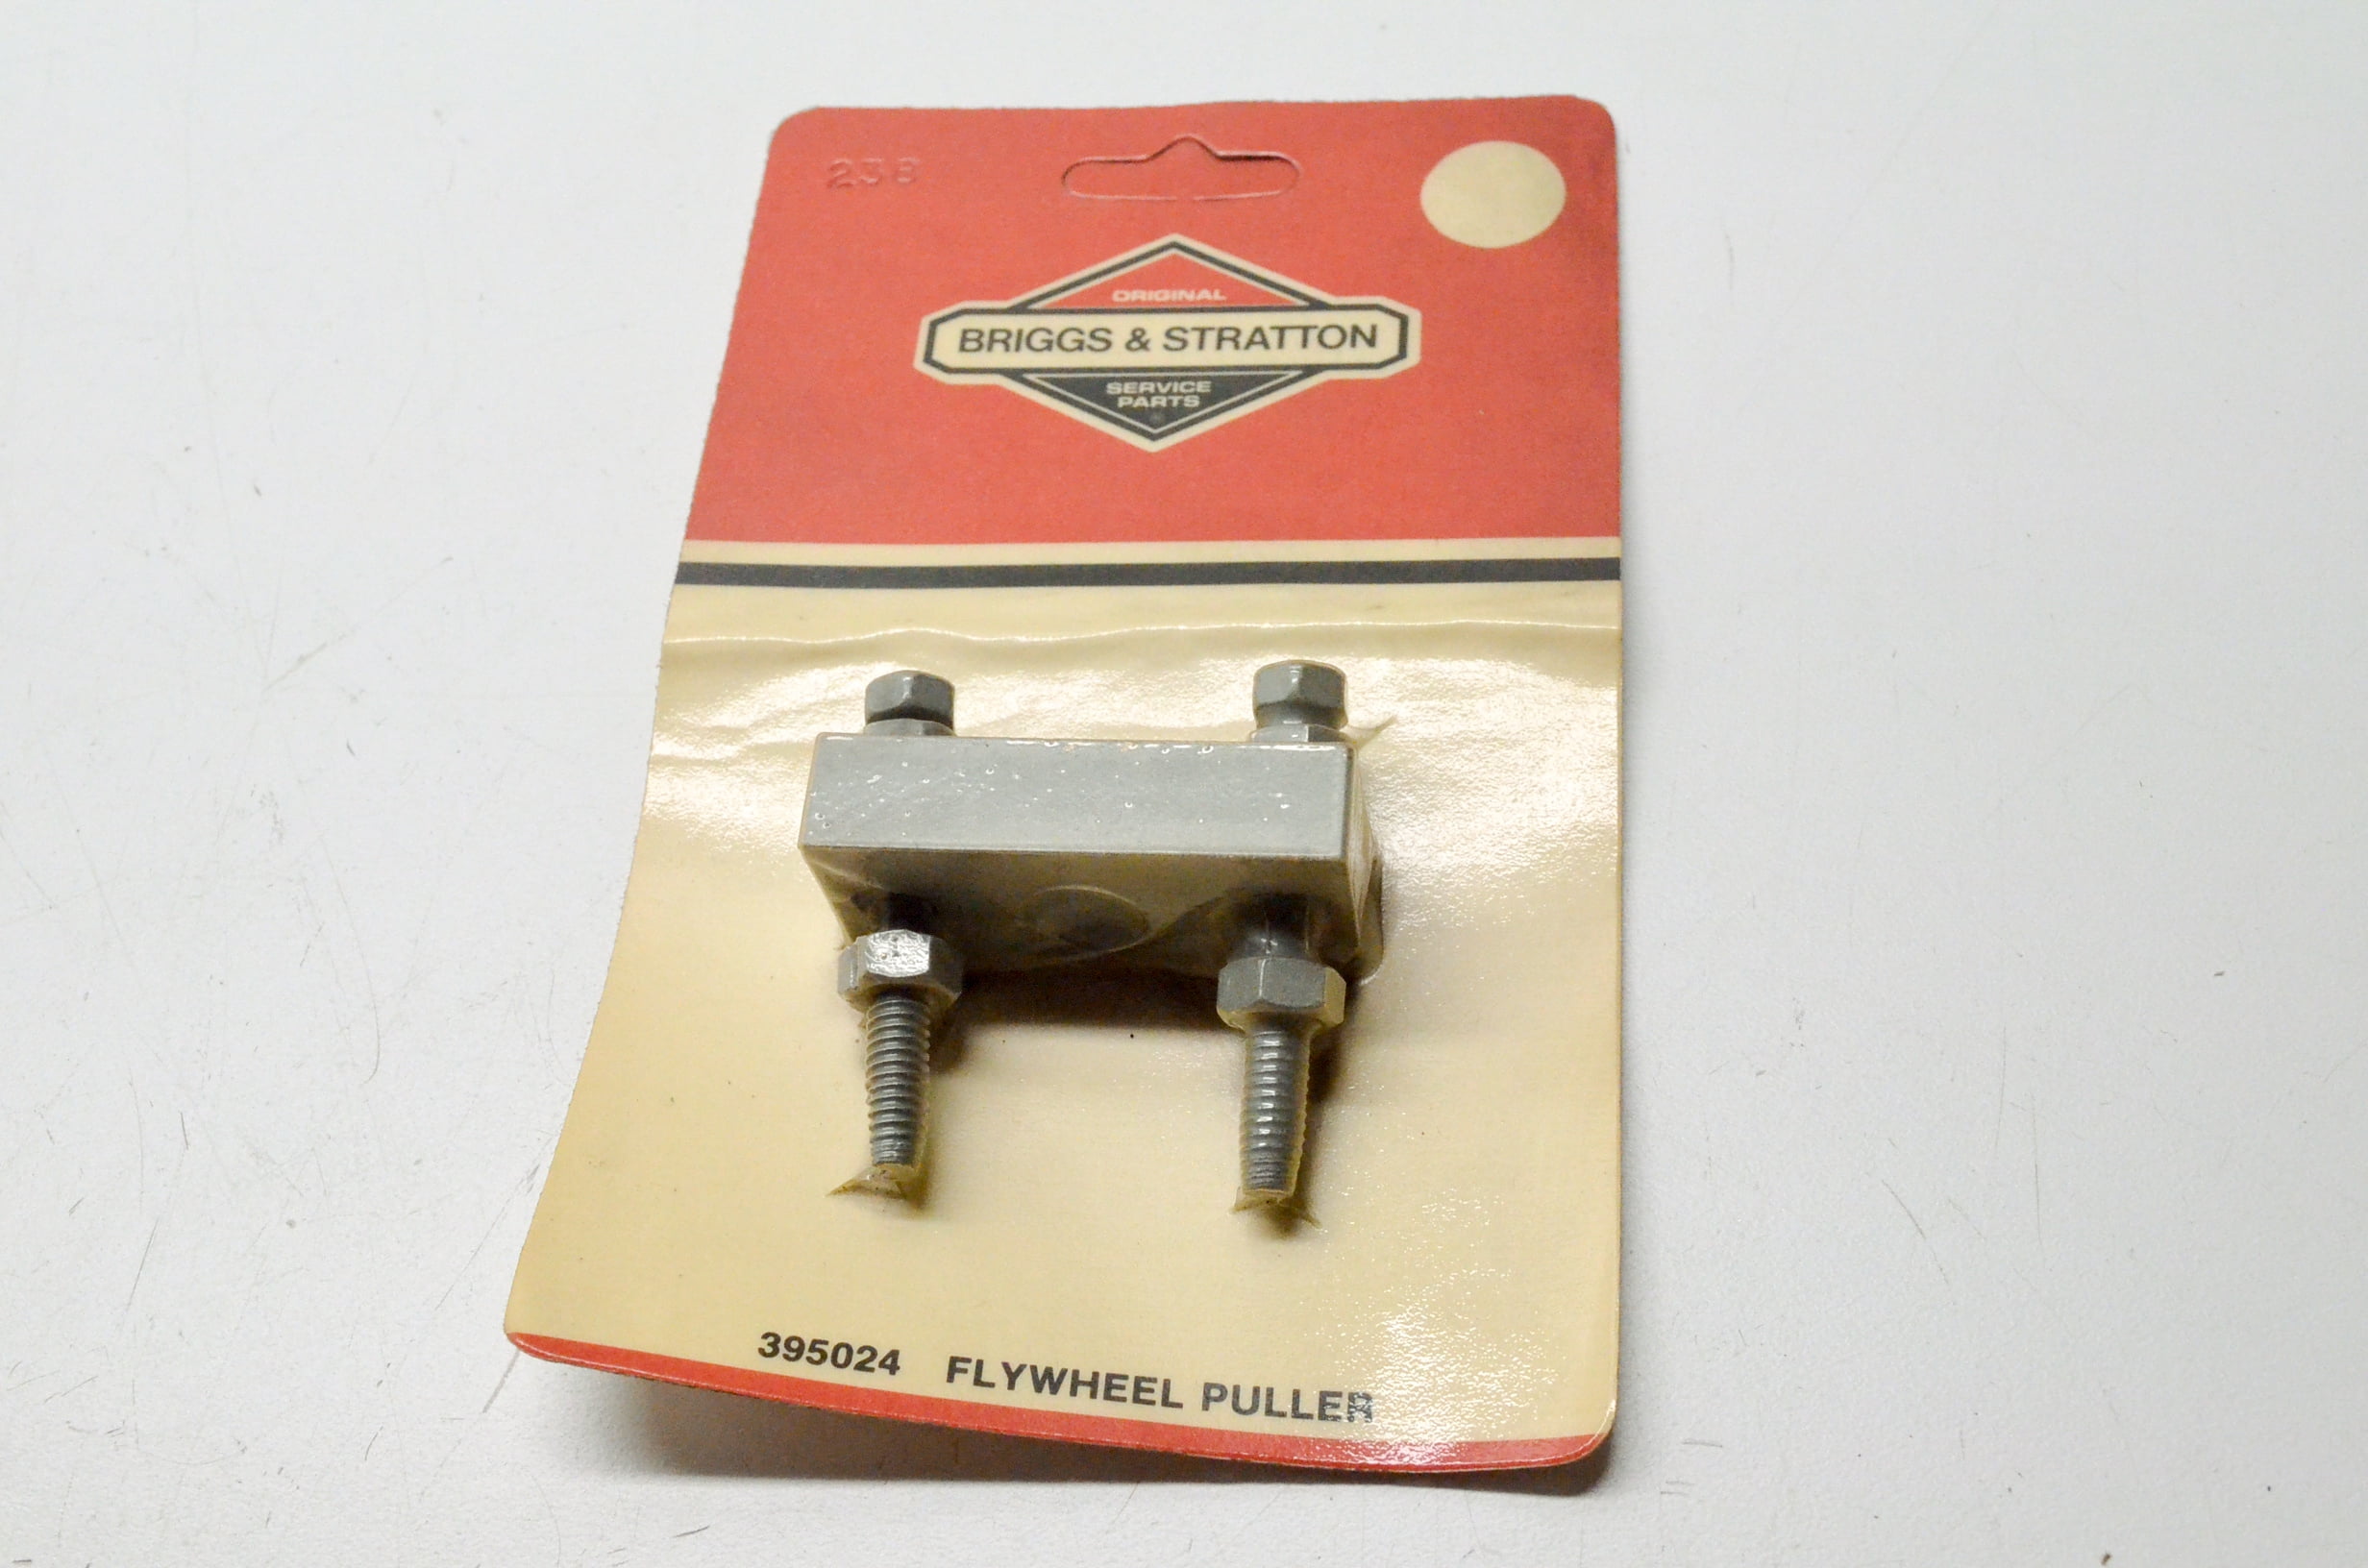 238
ORIGINAL
BRIGGS & STRATTON
SERVICE
PARTS
®
395024 FLYWHEEL PULLER